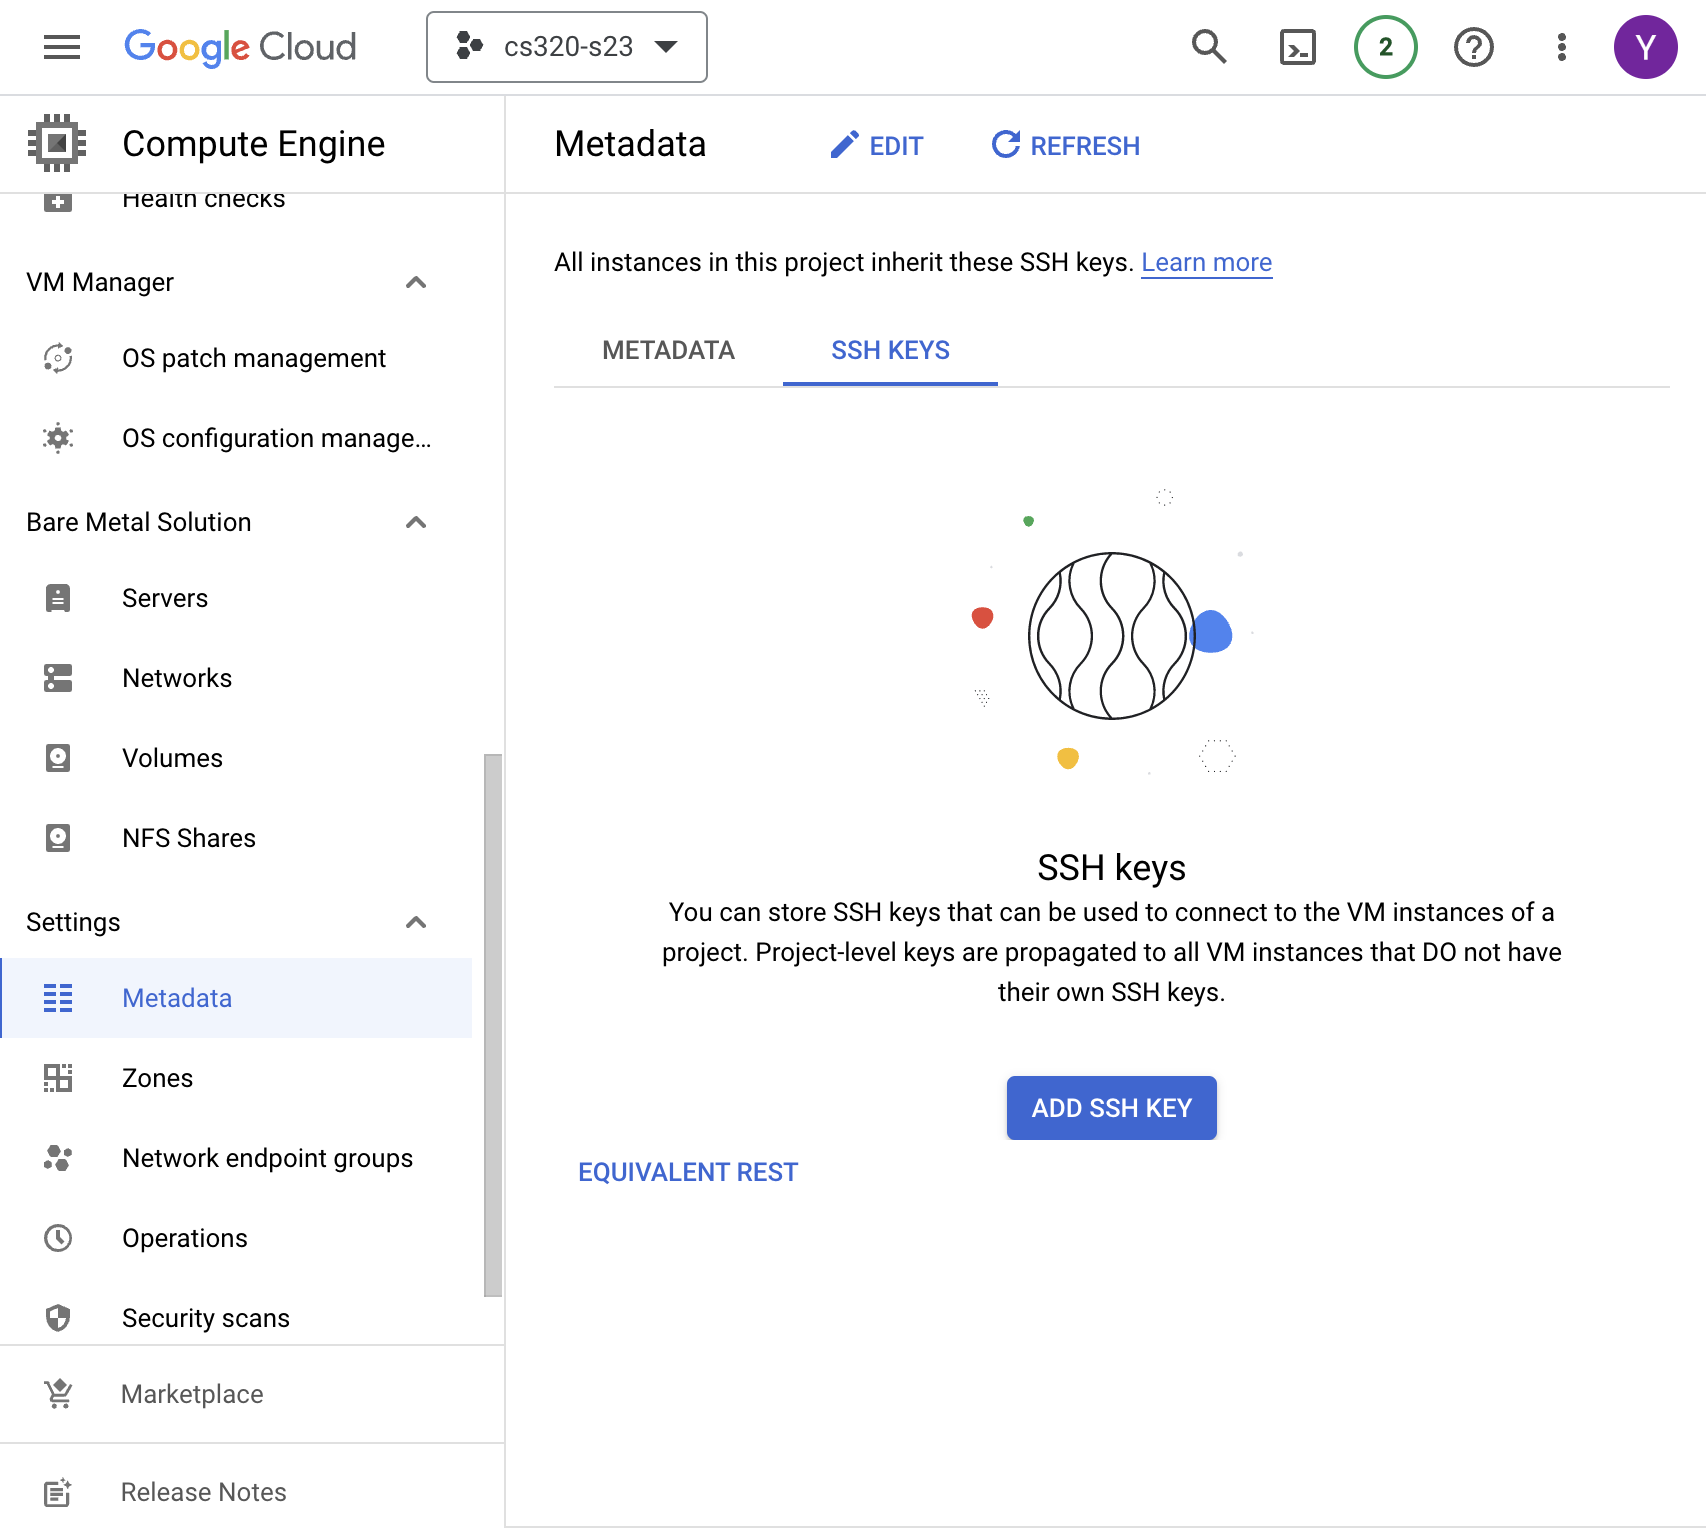 Google Cloud
cs320-s23
2
Y
Compute Engine
Health checks
VM Manager
OS patch management
OS configuration manage...
Bare Metal Solution
Servers
Networks
Volumes
NFS Shares
Settings
Metadata
Zones
Network endpoint groups
Operations
Security scans
Marketplace
Release Notes
Metadata
EDIT
REFRESH
All instances in this project inherit these SSH keys. Learn more
METADATA
SSH KEYS
SSH keys
You can store SSH keys that can be used to connect to the VM instances of a
project. Project-level keys are propagated to all VM instances that DO not have
their own SSH keys.
ADD SSH KEY
EQUIVALENT REST